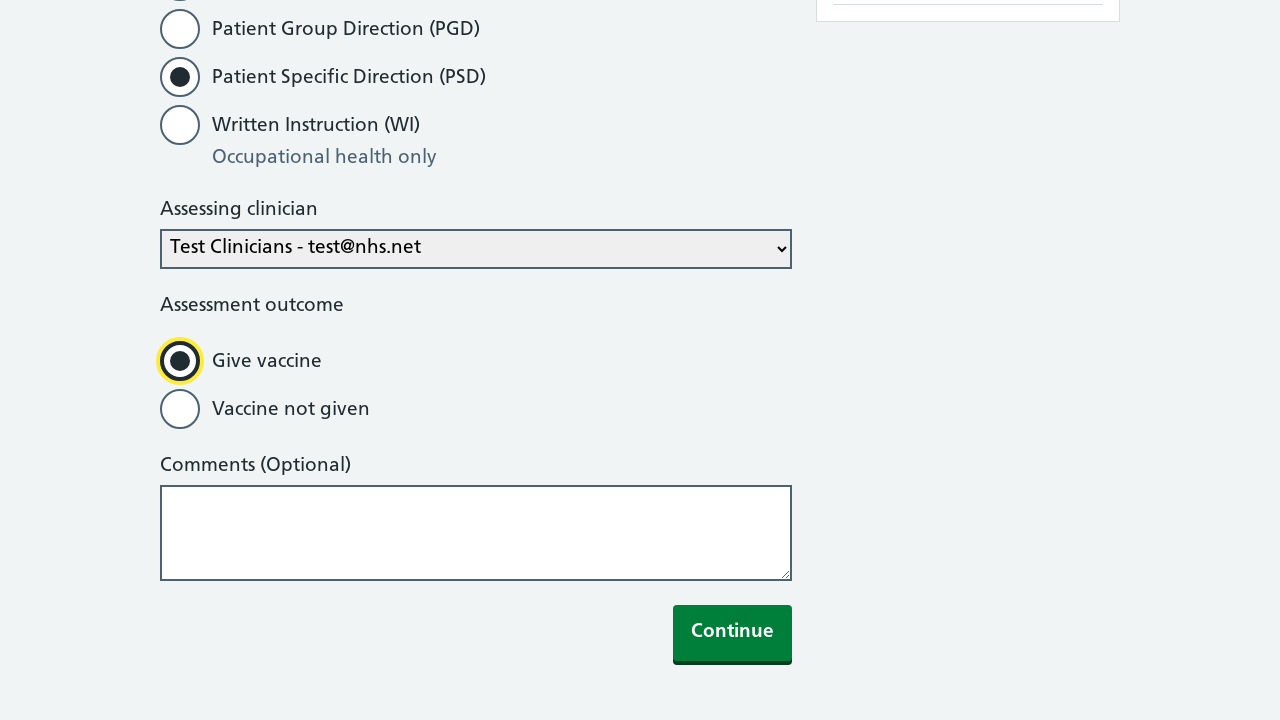 Patient Group Direction (PGD)
Patient Specific Direction (PSD)
Written Instruction (WI)
Occupational health only
Assessing clinician
Test Clinicians - test@nhs.net
Assessment outcome
Give vaccine
Vaccine not given
Comments (Optional)
Continue